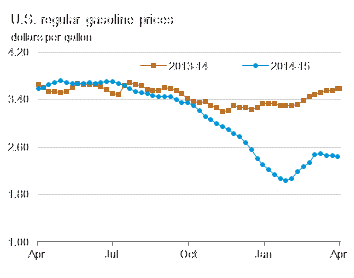 U.S. regular gasoline prices
dollars per gallon
4.20
2013-14 2014-15
3.40
2.60
1.80
1.00
Apr Jul Oct Jan Apr